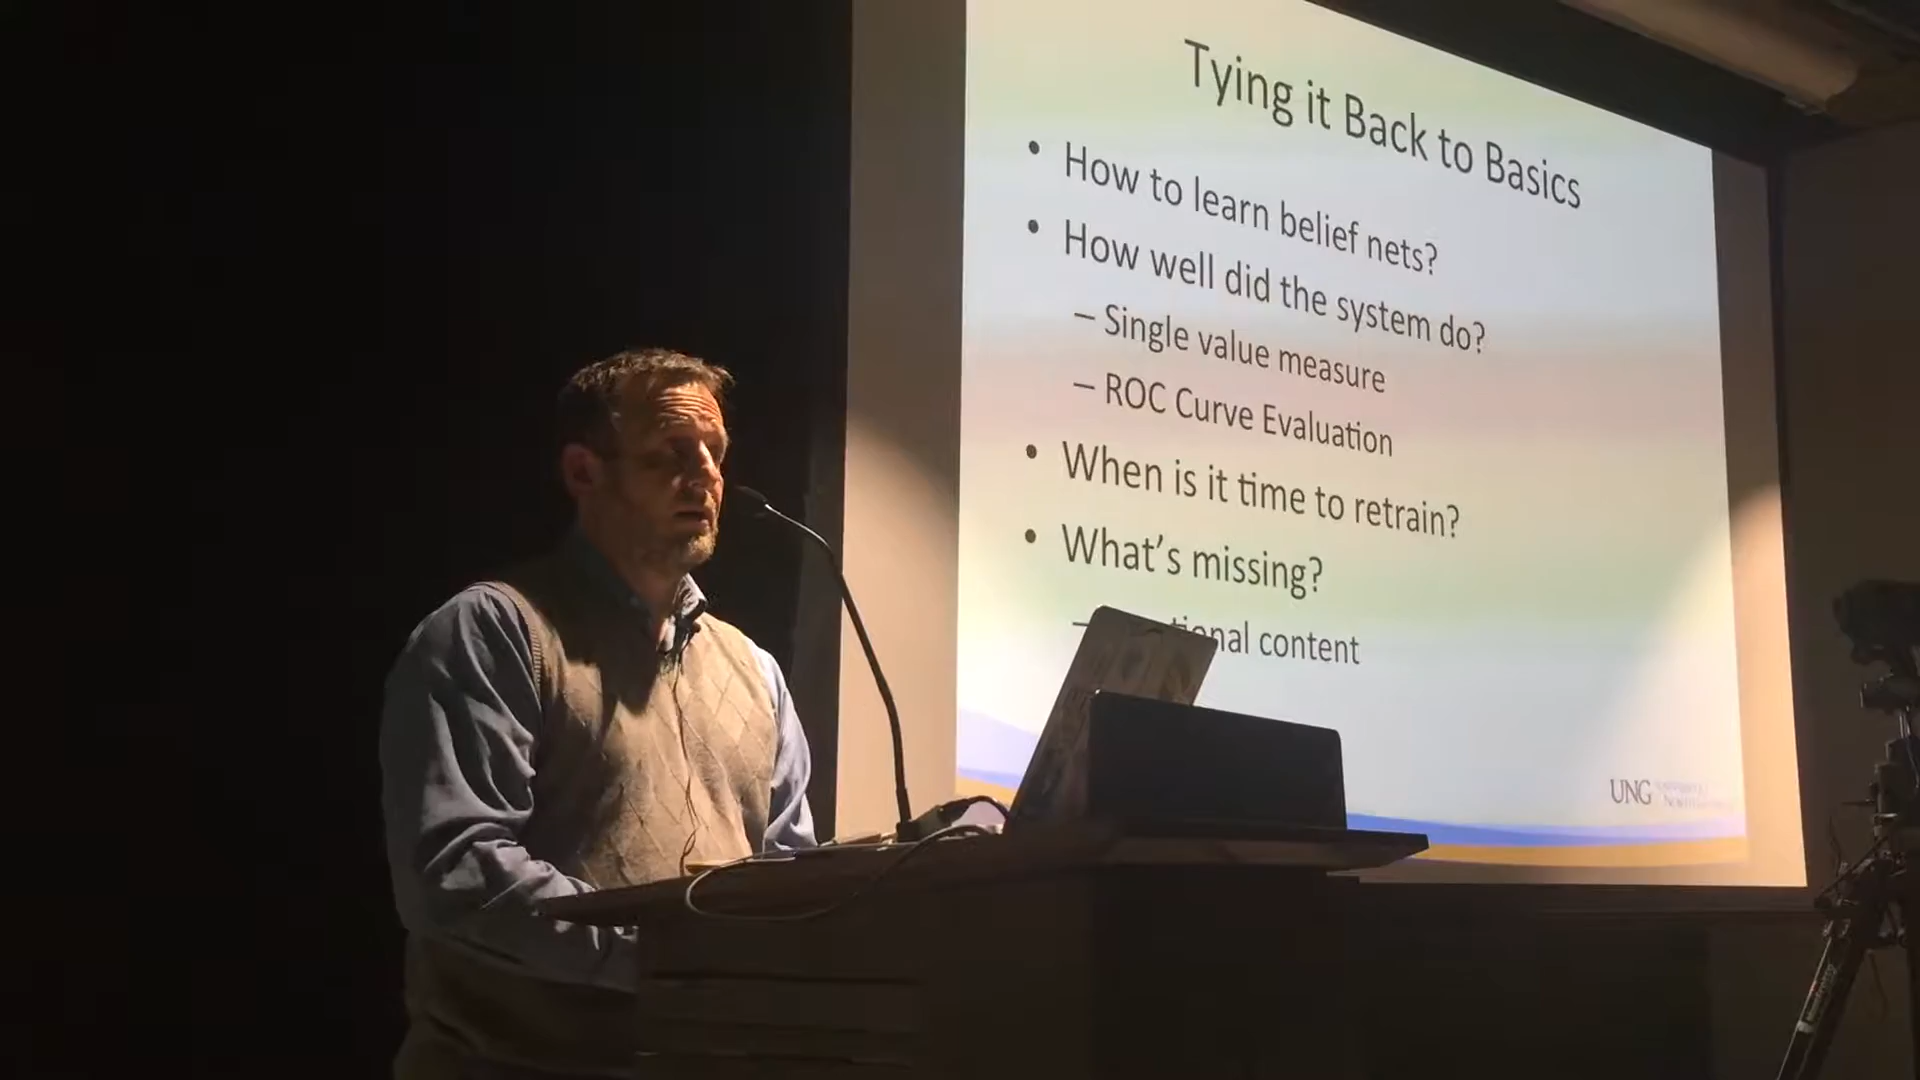 Tying it Back to Basics
• How to learn belief nets?
• How well did the system do?
– Single value measure
– ROC Curve Evaluation
• When is it time to retrain?
• What's missing?
– content
UNG